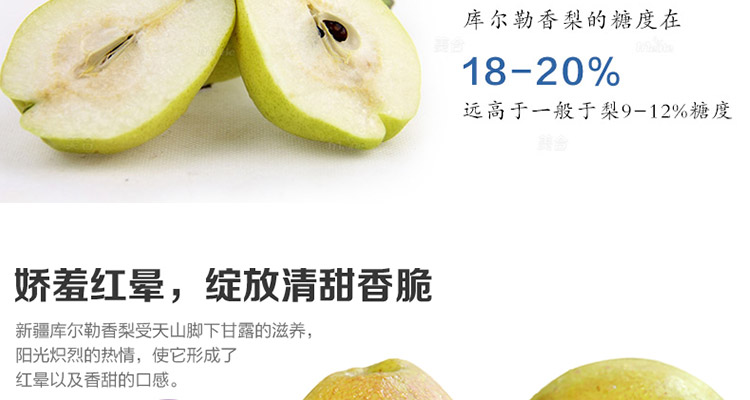 库尔勒香梨的糖度在
18-20%
远高于一般于梨9-12%糖度
娇羞红晕，绽放清甜香脆
新疆库尔勒香梨受天山脚下甘露的滋养，
阳光炽烈的热情，使它形成了
红晕以及香甜的口感。